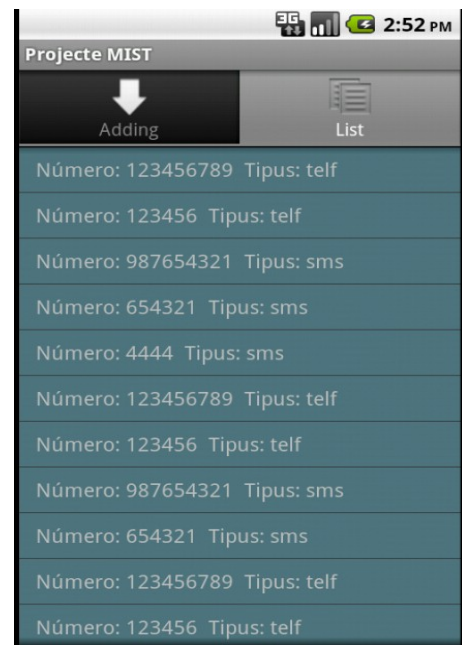 3G 2:52 PM
Projecte MIST
Adding List
Número: 123456789 Tipus: telf
Número: 123456 Tipus: telf
Número: 987654321 Tipus: sms
Número: 654321 Tipus: sms
Número: 4444 Tipus: sms
Número: 123456789 Tipus: telf
Número: 123456 Tipus: telf
Número: 987654321 Tipus: sms
Número: 654321 Tipus: sms
Número: 123456789 Tipus: telf
Número: 123456 Tipus: telf